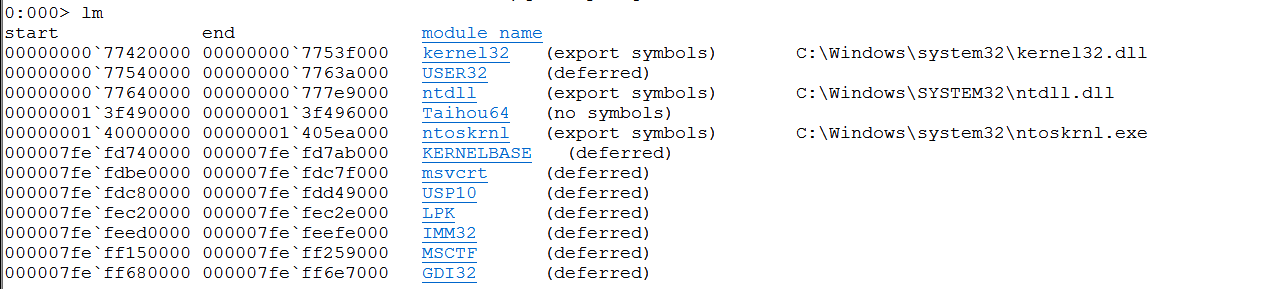 0:000> lm
start end module name
00000000`77420000 00000000`7753f000 kernel32 (export symbols) C:\Windows\system32\kernel32.dll
00000000`77540000 00000000`7763a000 USER32 (deferred)
00000000`77640000 00000000`777e9000 ntdll (export symbols) C:\Windows\SYSTEM32\ntdll.dll
00000001`3f490000 00000001`3f496000 Taihou64 (no symbols)
00000001`40000000 00000001`405ea000 ntoskrnl (export symbols) C:\Windows\system32\ntoskrnl.exe
000007fe`fd740000 000007fe`fd7ab000 KERNELBASE (deferred)
000007fe`fdbe0000 000007fe`fdc7f000 msvcrt (deferred)
000007fe`fdc80000 000007fe`fdd49000 USP10 (deferred)
000007fe`fec20000 000007fe`fec2e000 LPK (deferred)
000007fe`feed0000 000007fe`feefe000 IMM32 (deferred)
000007fe`ff150000 000007fe`ff259000 MSCTF (deferred)
000007fe`ff680000 000007fe`ff6e7000 GDI32 (deferred)